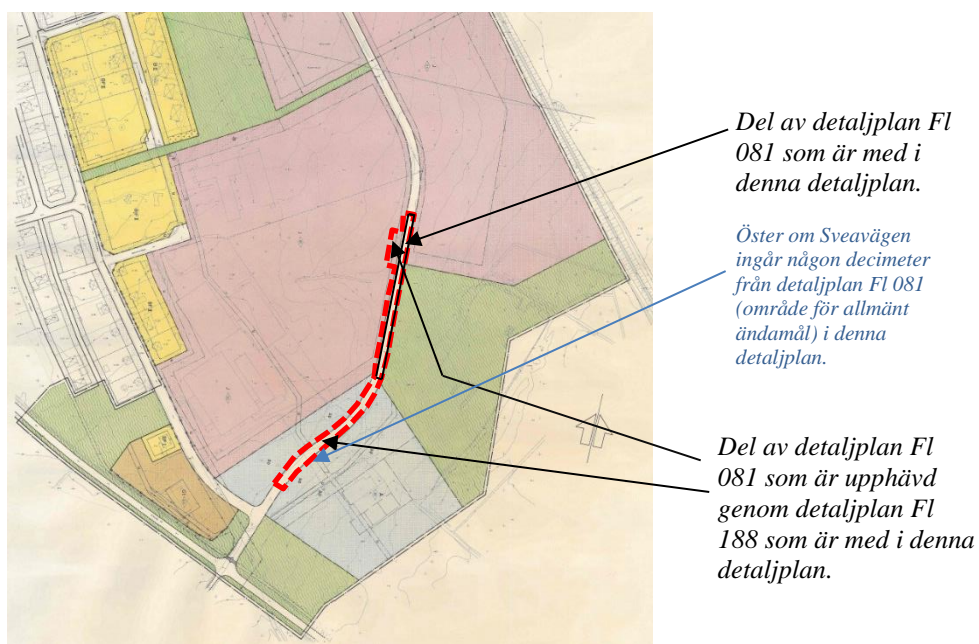 Del av detaljplan Fl
081 som är med i
denna detaljplan.
Öster om Sveavägen
ingår någon decimeter
från detaljplan Fl 081
(område för allmänt
ändamål) i denna
detaljplan.
Del av detaljplan Fl
081 som är upphävd
genom detaljplan Fl
188 som är med i denna
detaljplan.